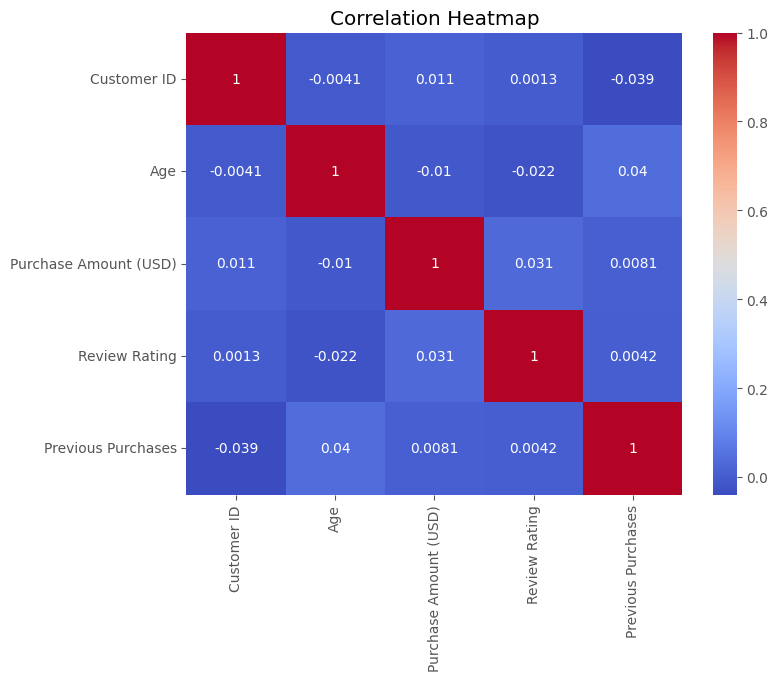 Correlation Heatmap
Customer ID 1 -0.0041 0.011 0.0013 -0.039
Age -0.0041 1 -0.01 -0.022 0.04
Purchase Amount (USD) 0.011 -0.01 1 0.031 0.0081
Review Rating 0.0013 -0.022 0.031 1 0.0042
Previous Purchases -0.039 0.04 0.0081 0.0042 1
Customer ID
Age
Purchase Amount (USD)
Review Rating
Previous Purchases
1.0
0.8
0.6
0.4
0.2
0.0